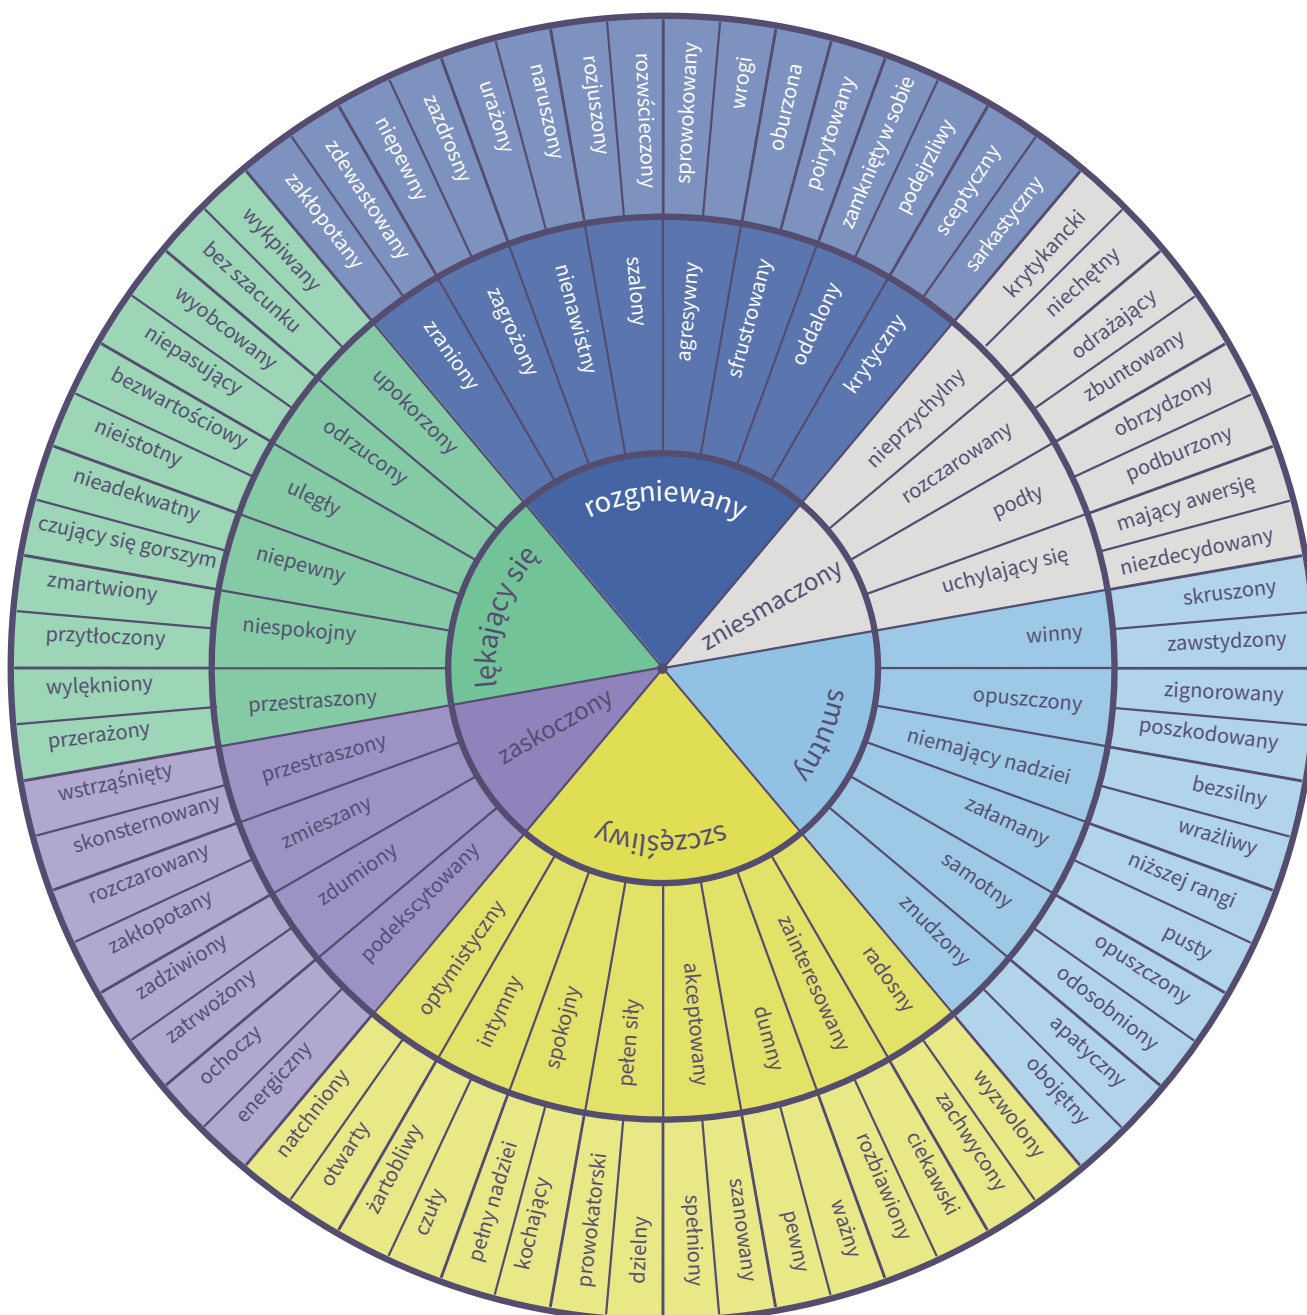 rozgniewany
zniesmaczony
smutny
szczęśliwy
zaskoczony
lękający się
zraniony
zagrożony
nienawistny
szalony
agresywny
sfrustrowany
oddalony
krytyczny
nieprzychylny
rozczarowany
podły
uchylający się
winny
opuszczony
niemający nadziei
załamany
samotny
znudzony
radosny
zainteresowany
dumny
akceptowany
pełen siły
spokojny
intymny
optymistyczny
podekscytowany
zdumiony
zmieszany
przestraszony
przestraszony
niespokojny
niepewny
uległy
odrzucony
upokorzony
zakłopotany
zdewastowany
niepewny
zazdrosny
urażony
naruszony
rozjuszony
rozwścieczony
sprowokowany
wrogi
oburzona
poirytowany
zamknięty w sobie
podejrzliwy
sceptyczny
sarkastyczny
krytykancki
niechętny
odrażający
zbuntowany
obrzydzony
podburzony
mający awersję
niezdecydowany
skruszony
zawstydzony
zignorowany
poszkodowany
bezsilny
wrażliwy
niższej rangi
pusty
opuszczony
odosobniony
apatyczny
obojętny
wyzwolony
zachwycony
ciekawski
rozbiawiony
ważny
pewny
szanowany
spełniony
dzielny
prowokatorski
kochający
pełny nadziei
czuły
żartobliwy
otwarty
natchniony
energiczny
ochoczy
zatrwożony
zadziwiony
zakłopotany
rozczarowany
skonsternowany
wstrząśnięty
przerażony
wylękniony
przytłoczony
zmartwiony
czujący się gorszym
nieadekwatny
nieistotny
bezwartościowy
niepasujący
wyobcowany
bez szacunku
wykpiwany